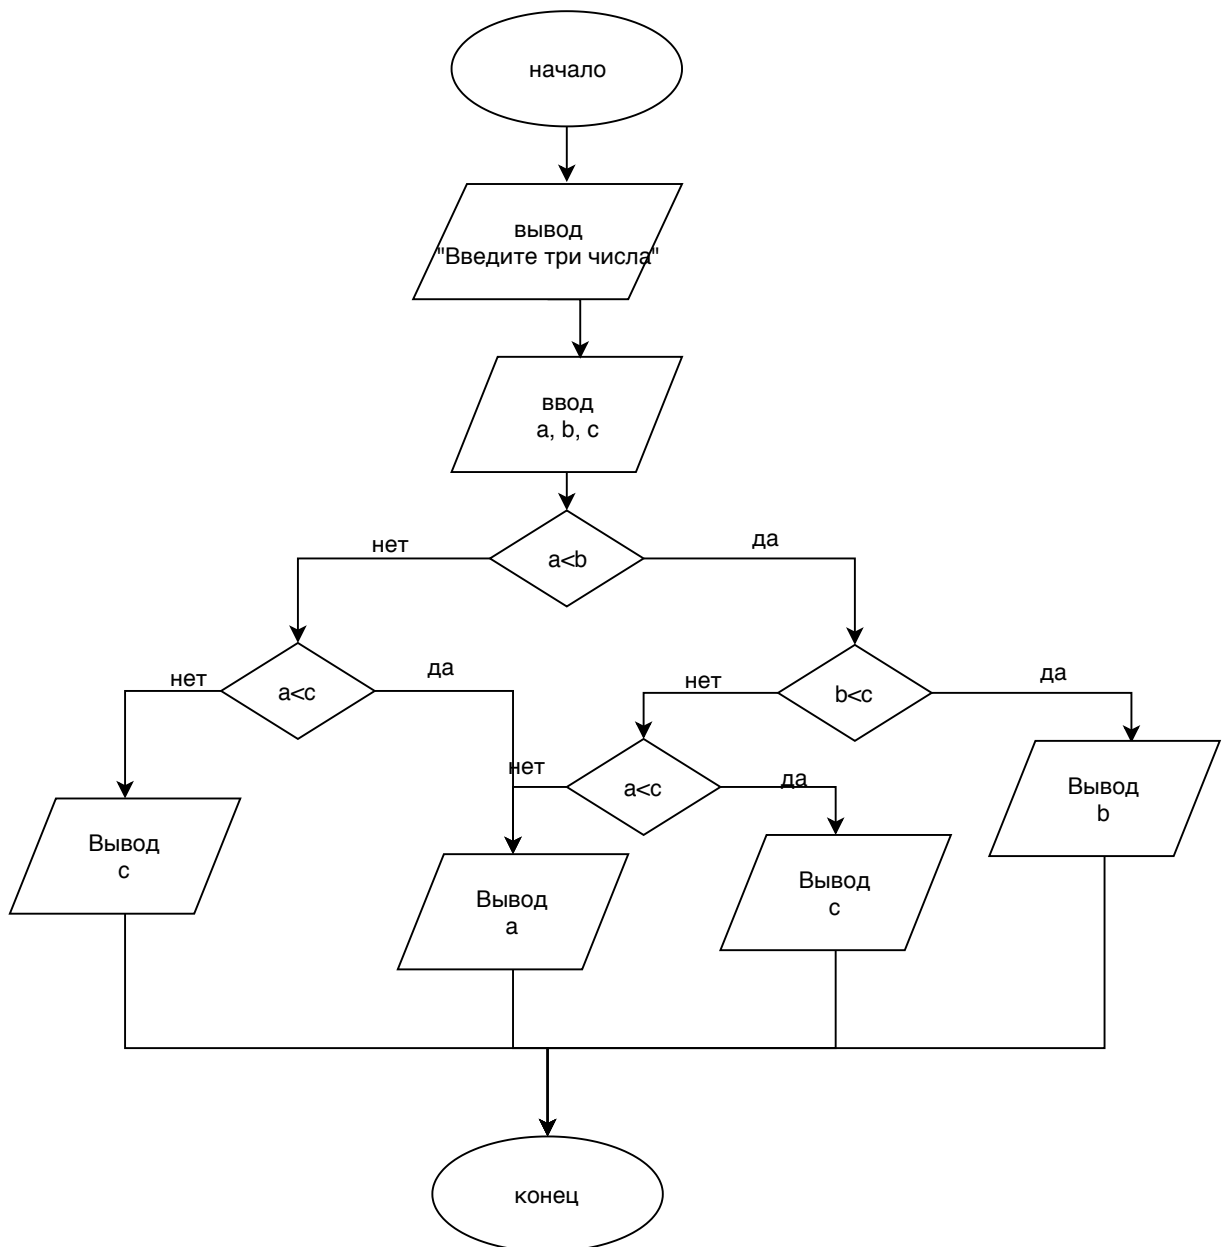 начало
вывод
"Введите три числа"
ввод
a, b, c
a<b
нет
да
a<c
нет
да
b<c
нет
да
a<c
нет
да
Вывод
c
Вывод
a
Вывод
c
Вывод
b
конец